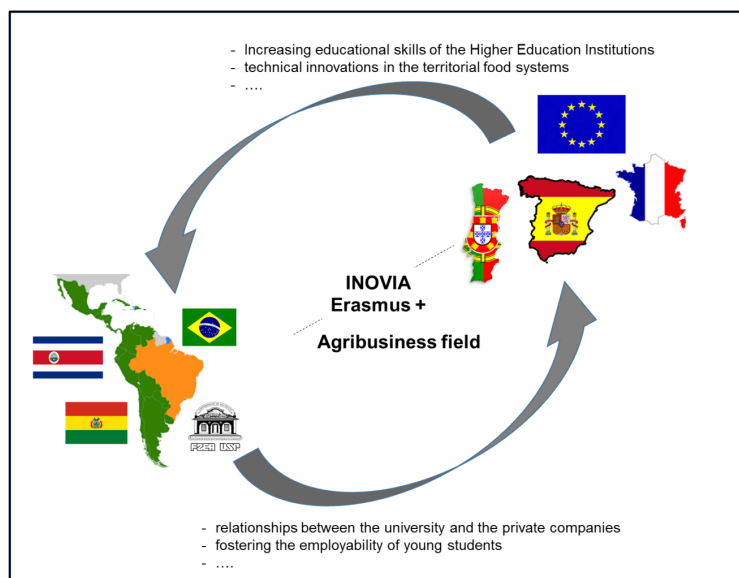 - Increasing educational skills of the Higher Education Institutions
- technical innovations in the territorial food systems
- ….
INOVIA
Erasmus +
Agribusiness field
FZEA USP
- relationships between the university and the private companies
- fostering the employability of young students
- ….